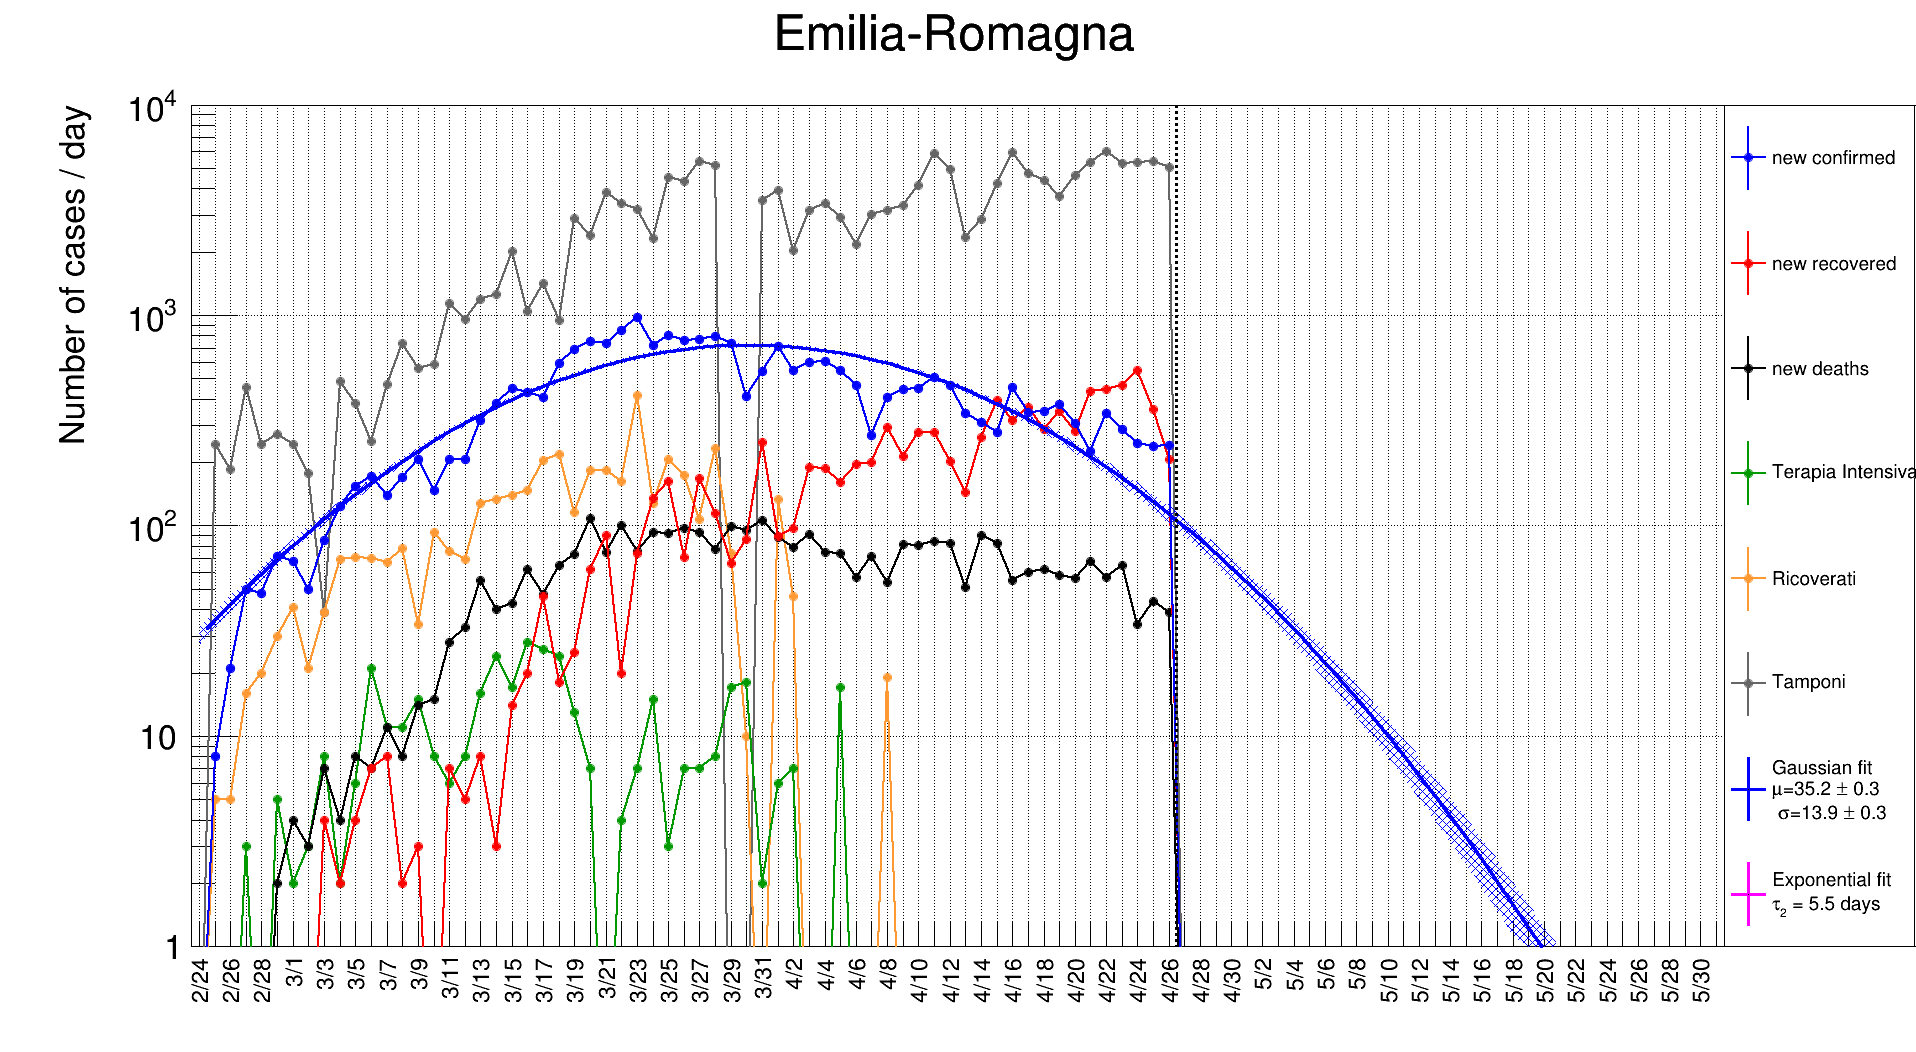 Emilia-Romagna
Number of cases / day
10^4
10^3
10^2
10
1
2/24 2/26 2/28 3/1 3/3 3/5 3/7 3/9 3/11 3/13 3/15 3/17 3/19 3/21 3/23 3/25 3/27 3/29 3/31 4/2 4/4 4/6 4/8 4/10 4/12 4/14 4/16 4/18 4/20 4/22 4/24 4/26 4/28 4/30 5/2 5/4 5/6 5/8 5/10 5/12 5/14 5/16 5/18 5/20 5/22 5/24 5/26 5/28 5/30
new confirmed
new recovered
new deaths
Terapia Intensiva
Ricoverati
Tamponi
Gaussian fit
μ=35.2 ± 0.3
σ=13.9 ± 0.3
Exponential fit
τ₂ = 5.5 days